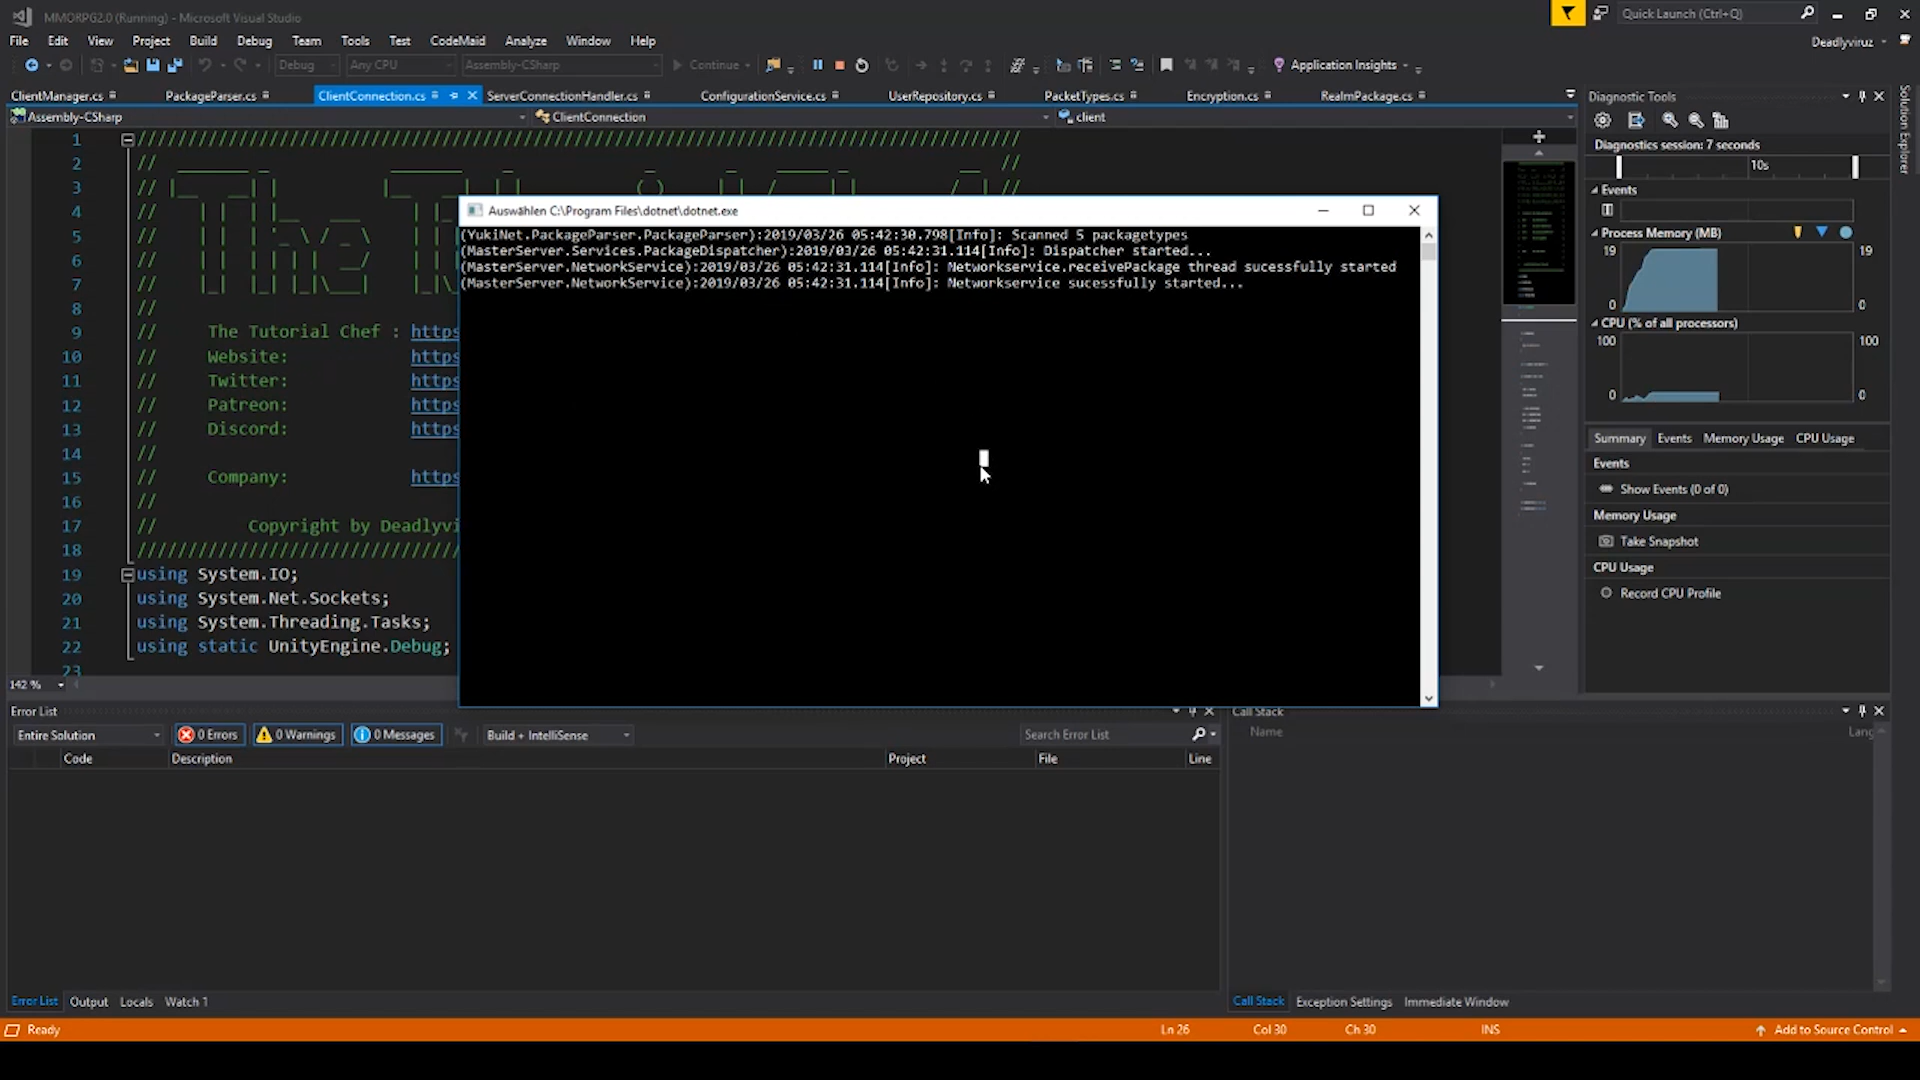 MMORPG2.0 (Running) - Microsoft Visual Studio
Quick Launch (Ctrl+Q)
File Edit View Project Build Debug Team Tools Test CodeMaid Analyze Window Help
Deadlyviruz
Debug Any CPU Assembly-CSharp Continue Application Insights
ClientManager.cs PackageParser.cs ClientConnection.cs ServerConnectionHandler.cs ConfigurationService.cs UserRepository.cs PacketTypes.cs Encryption.cs RealmPackage.cs
Assembly-CSharp ClientConnection client
1 ////////////////////////////////////////////////////////////////////////////////////////
2 // //
3 // //
4 //
5 //
6 //
7 //
8 //
9 // The Tutorial Chef : https
10 // Website: https
11 // Twitter: https
12 // Patreon: https
13 // Discord: https
14 //
15 // Company: https
16 //
17 // Copyright by Deadlyvi
18 ////////////////////////////////
19 using System.IO;
20 using System.Net.Sockets;
21 using System.Threading.Tasks;
22 using static UnityEngine.Debug;
23
142 %
Auswählen C:\Program Files\dotnet\dotnet.exe
(YukiNet.PackageParser.PackageParser):2019/03/26 05:42:30.798[Info]: Scanned 5 packagetypes
(MasterServer.Services.PackageDispatcher):2019/03/26 05:42:31.114[Info]: Dispatcher started...
(MasterServer.NetworkService):2019/03/26 05:42:31.114[Info]: Networkservice.receivePackage thread sucessfully started
(MasterServer.NetworkService):2019/03/26 05:42:31.114[Info]: Networkservice sucessfully started...
Diagnostic Tools
Solution Explorer
Diagnostics session: 7 seconds
10s
Events
Process Memory (MB)
19 19
0 0
CPU (% of all processors)
100 100
0 0
Summary Events Memory Usage CPU Usage
Events
Show Events (0 of 0)
Memory Usage
Take Snapshot
CPU Usage
Record CPU Profile
Error List
Entire Solution 0 Errors 0 Warnings 0 Messages Build + IntelliSense Search Error List
Code Description Project File Line
Call Stack
Name Lang
Error List Output Locals Watch 1
Call Stack Exception Settings Immediate Window
Ready Ln 26 Col 30 Ch 30 INS Add to Source Control